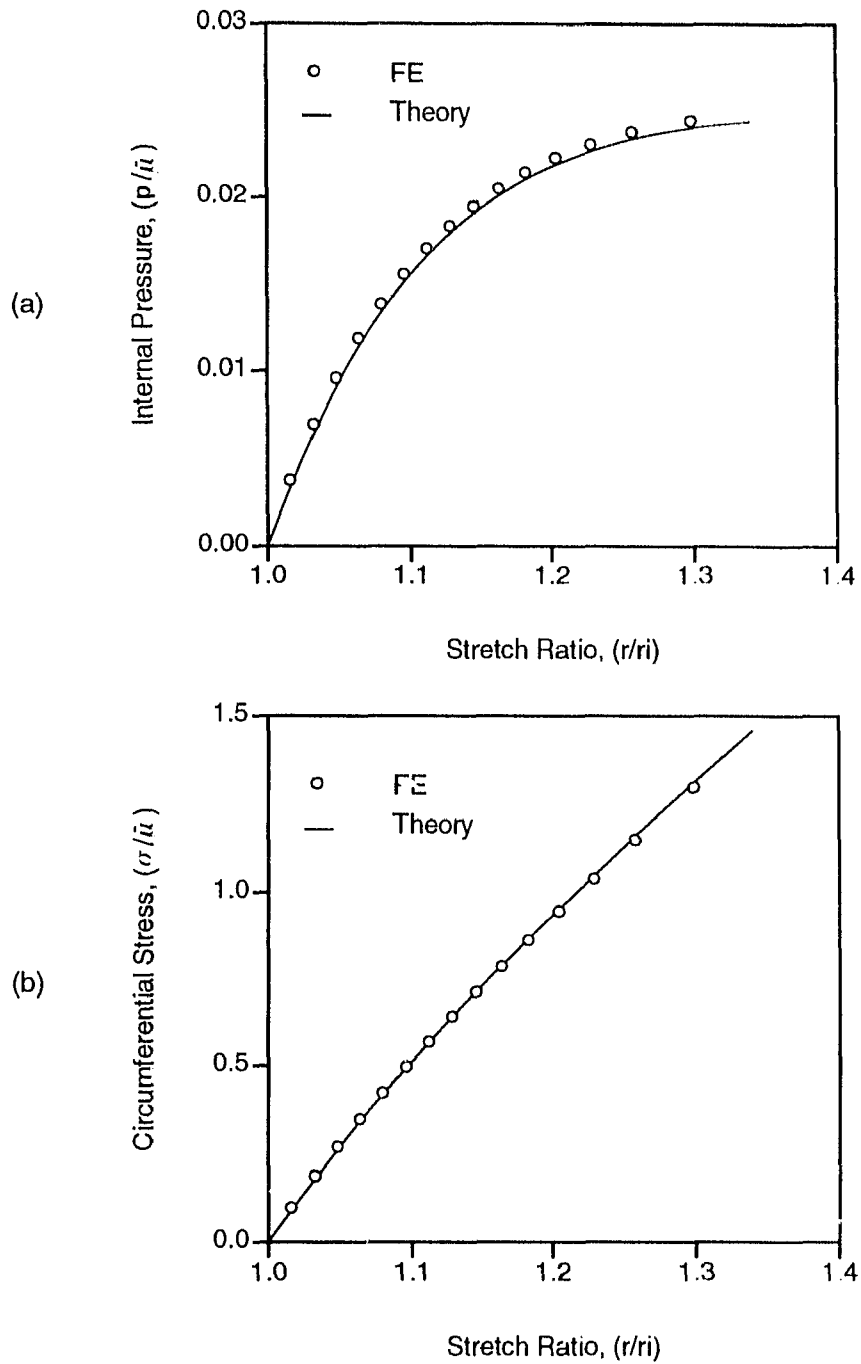 (a)
Internal Pressure, (p/ū)
0.03
0.02
0.01
0.00
FE
Theory
1.0 1.1 1.2 1.3 1.4
Stretch Ratio, (r/ri)
(b)
Circumferential Stress, (σ/ū)
1.5
1.0
0.5
0.0
FE
Theory
1.0 1.1 1.2 1.3 1.4
Stretch Ratio, (r/ri)